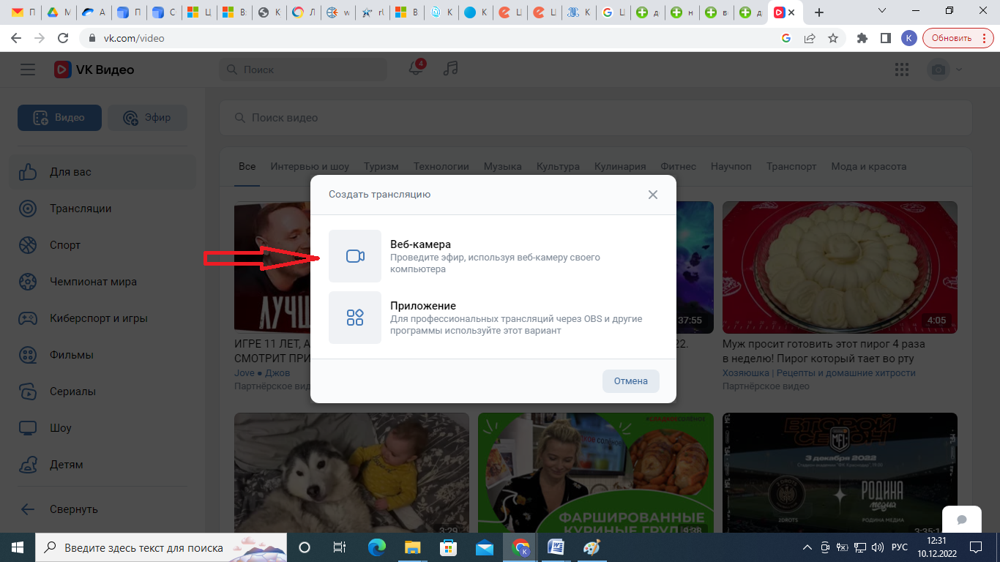 П
М
А
П
С
Ц
В
К
Л
w
rt
В
К
К
Ц
Ц
К
Ц
д
н
в
д
vk.com/video
К
Обновить
VK Видео
Поиск
4
Видео
Эфир
Поиск видео
Для вас
Трансляции
Спорт
Чемпионат мира
Киберспорт и игры
Фильмы
Сериалы
Шоу
Детям
Свернуть
Все Интервью и шоу Туризм Технологии Музыка Культура Кулинария Фитнес Научпоп Транспорт Мода и красота
Создать трансляцию
Веб-камера
Проведите эфир, используя веб-камеру своего
компьютера
Приложение
Для профессиональных трансляций через OBS и другие
программы используйте этот вариант
Отмена
ЛУЧШ
ИГРЕ 11 ЛЕТ, А
СМОТРИТ ПРИ
Jove ● Джов
Партнёрское вид
37:55
22.
4:05
Муж просит готовить этот пирог 4 раза
в неделю! Пирог который тает во рту
Хозяюшка | Рецепты и домашние хитрости
Партнёрское видео
3:29
#СЛАДКОЕСОЛЁНОЕ
ФАРШИРОВАННЫЕ
КУРИНЫЕ ГРУД
9:38
ВТОРОЙ
СЕЗОН
MFL
3 декабря 2022
2DROTS
РОДИНА
медиа
РОДИНА МЕДИА
3:35:1
Введите здесь текст для поиска
К
РУС
12:31
10.12.2022